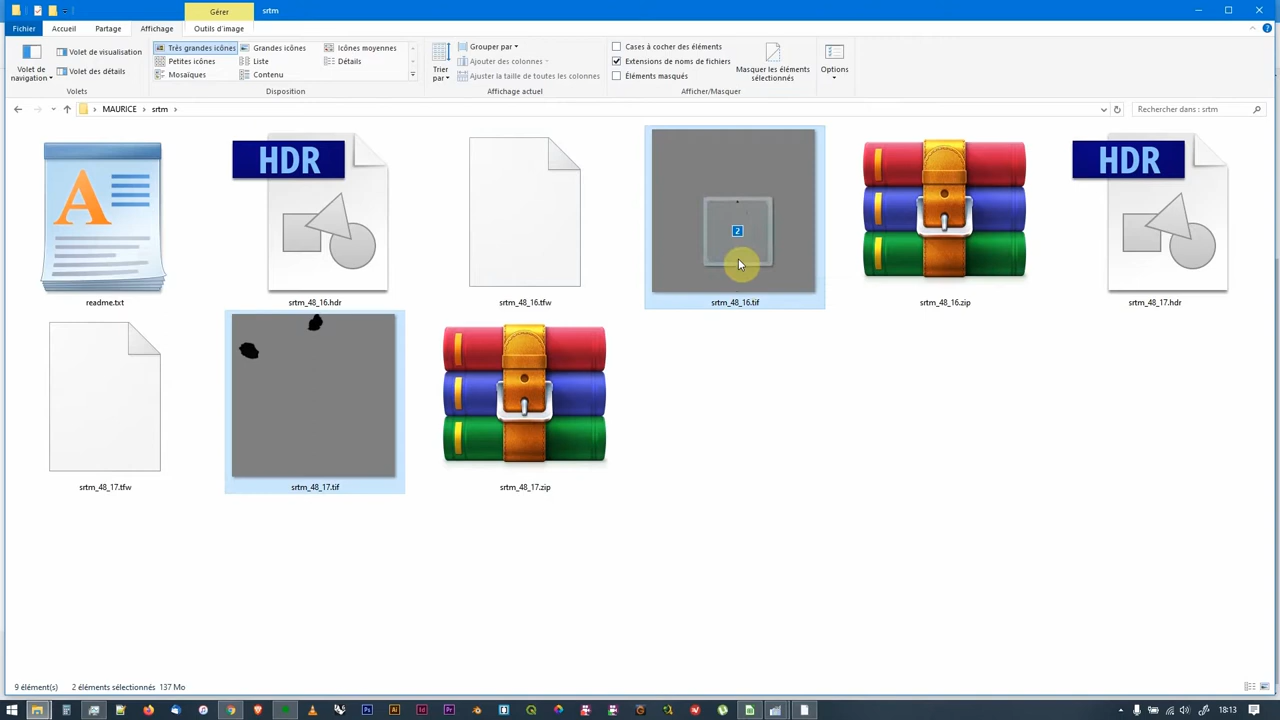 Gérer
srtm
Fichier
Accueil
Partage
Affichage
Outils d'image
Volet de navigation
Volet de visualisation
Volet des détails
Volets
Très grandes icônes
Grandes icônes
Icônes moyennes
Petites icônes
Liste
Détails
Mosaïques
Contenu
Disposition
Trier par
Grouper par
Ajouter des colonnes
Ajuster la taille de toutes les colonnes
Affichage actuel
Cases à cocher des éléments
Extensions de noms de fichiers
Éléments masqués
Masquer les éléments sélectionnés
Afficher/Masquer
Options
MAURICE
srtm
Rechercher dans : srtm
HDR
HDR
A
2
readme.txt
srtm_48_16.hdr
srtm_48_16.tfw
srtm_48_16.tif
srtm_48_16.zip
srtm_48_17.hdr
srtm_48_17.tfw
srtm_48_17.tif
srtm_48_17.zip
9 élément(s)
2 éléments sélectionnés 137 Mo
Ps
Ai
Id
Pr
18:13